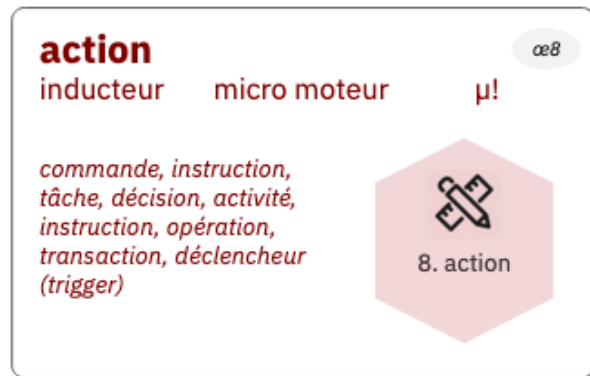 action
œ8
inducteur micro moteur µ!
commande, instruction,
tâche, décision, activité,
instruction, opération,
transaction, déclencheur
(trigger)
8. action